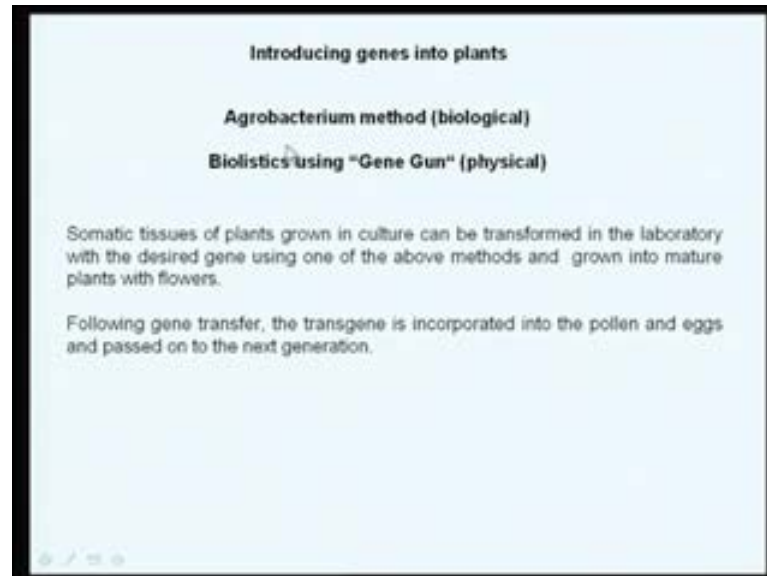 Introducing genes into plants
Agrobacterium method (biological)
Biolistics using "Gene Gun" (physical)
Somatic tissues of plants grown in culture can be transformed in the laboratory
with the desired gene using one of the above methods and grown into mature
plants with flowers.
Following gene transfer, the transgene is incorporated into the pollen and eggs
and passed on to the next generation.